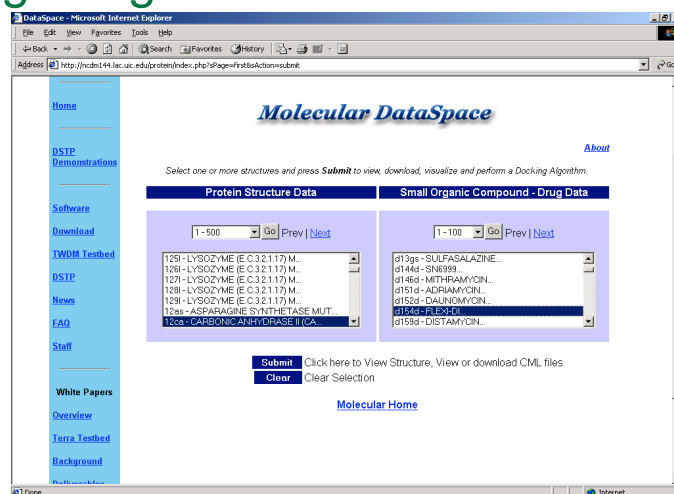 DataSpace - Microsoft Internet Explorer
File Edit View Favorites Tools Help
Back Search Favorites History
Address http://ncdm144.lac.uic.edu/protein/index.php?sPage=first&sAction=submit Go
Home
DSTP
Demonstrations
Software
Download
TWDM Testbed
DSTP
News
FAQ
Staff
White Papers
Overview
Terra Testbed
Background
Deliverables
Molecular DataSpace
About
Select one or more structures and press Submit to view, download, visualize and perform a Docking Algorithm.
Protein Structure Data
1 - 500 Go Prev | Next
125l - LYSOZYME (E.C.3.2.1.17) M...
126l - LYSOZYME (E.C.3.2.1.17) M...
127l - LYSOZYME (E.C.3.2.1.17) M...
128l - LYSOZYME (E.C.3.2.1.17) M...
129l - LYSOZYME (E.C.3.2.1.17) M...
12as - ASPARAGINE SYNTHETASE MUT...
12ca - CARBONIC ANHYDRASE II (CA...
Small Organic Compound - Drug Data
1 - 100 Go Prev | Next
d13gs - SULFASALAZINE...
d144d - SN6999...
d146d - MITHRAMYCIN...
d151d - ADRIAMYCIN...
d152d - DAUNOMYCIN...
d154d - FLEXI-DI...
d159d - DISTAMYCIN...
Submit Click here to View Structure, View or download CML files
Clear Clear Selection
Molecular Home
Done Internet